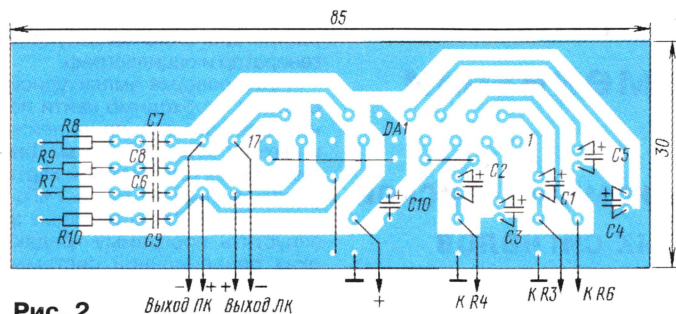 85
R8
C7
DA1
R9
C8
17
1
C5
30
R7
C6
+ C2
+
R10
C9
+ C10
C3
+ C1
+ C4
- + + -
Выход ПК
Выход ЛК
+
К R4
К R3
К R6
Рис. 2